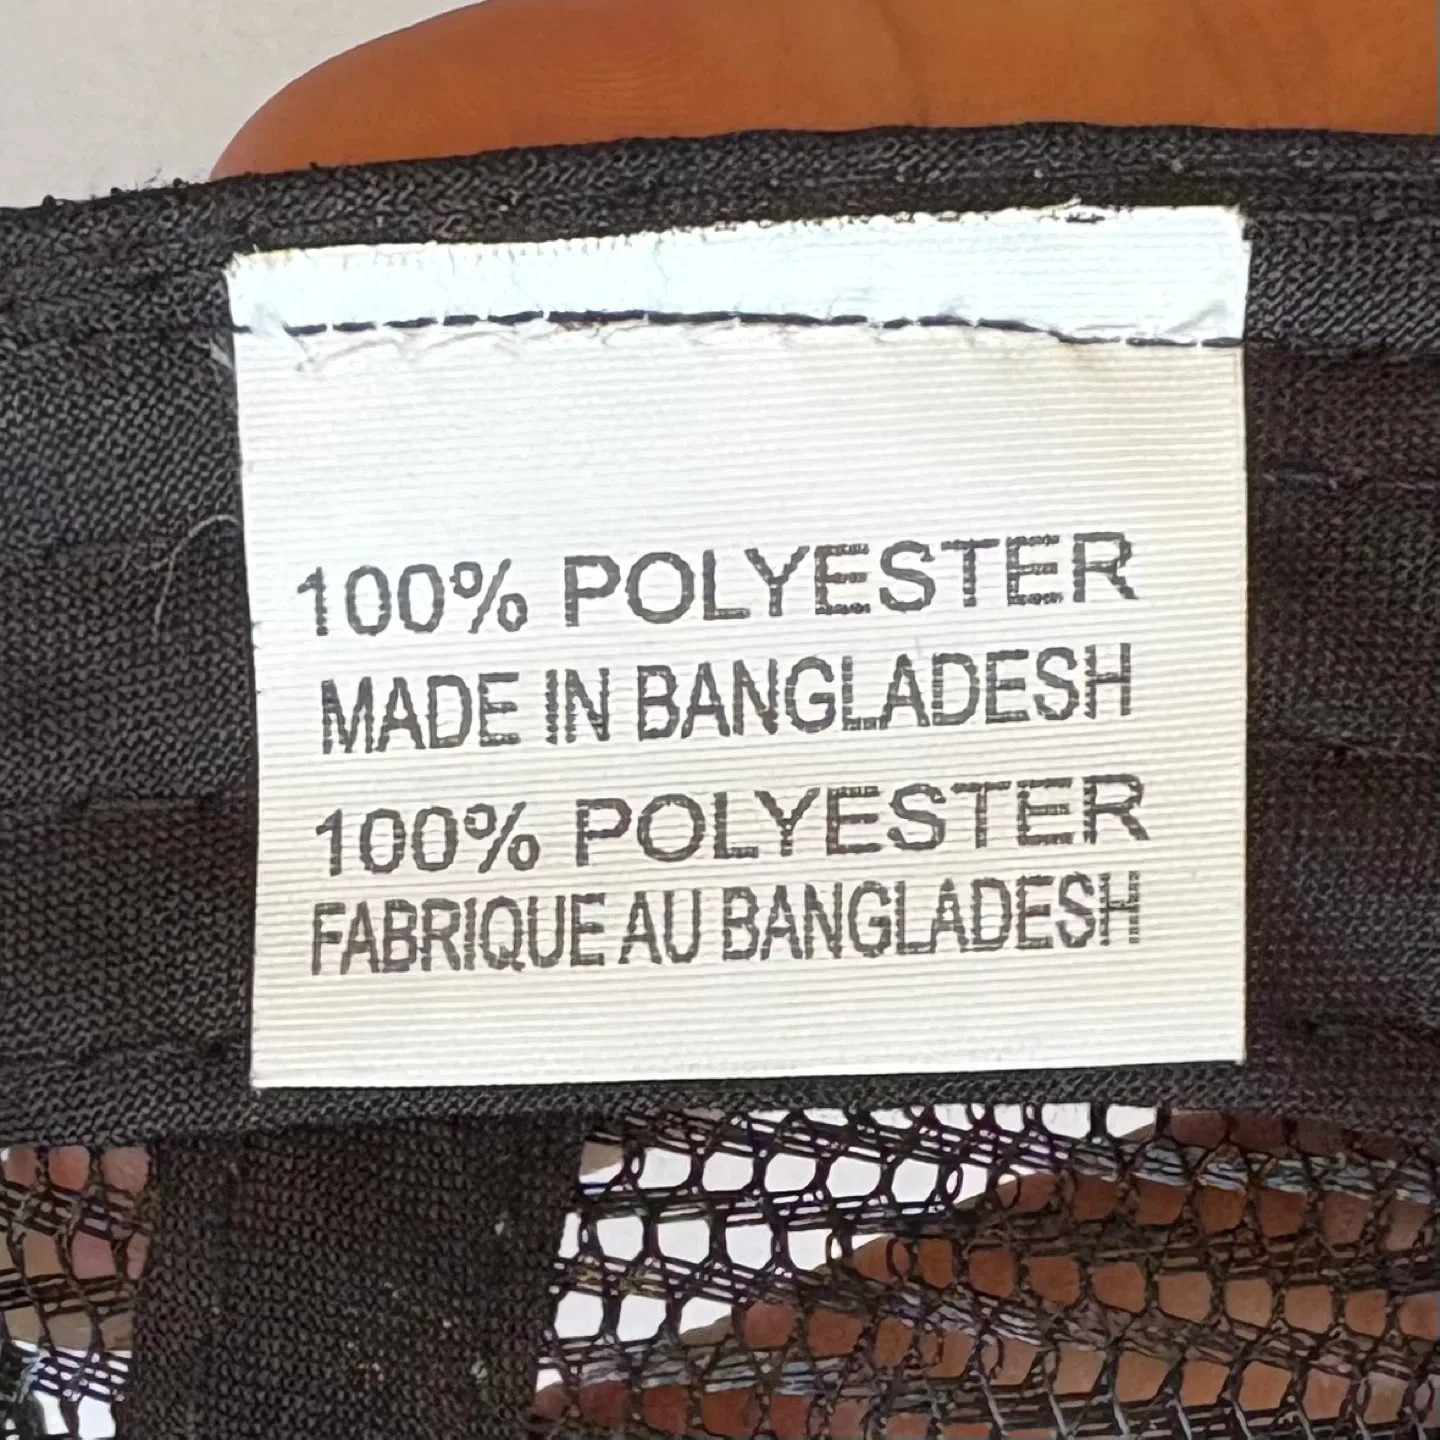 100% POLYESTER
MADE IN BANGLADESH
100% POLYESTER
FABRIQUE AU BANGLADESH